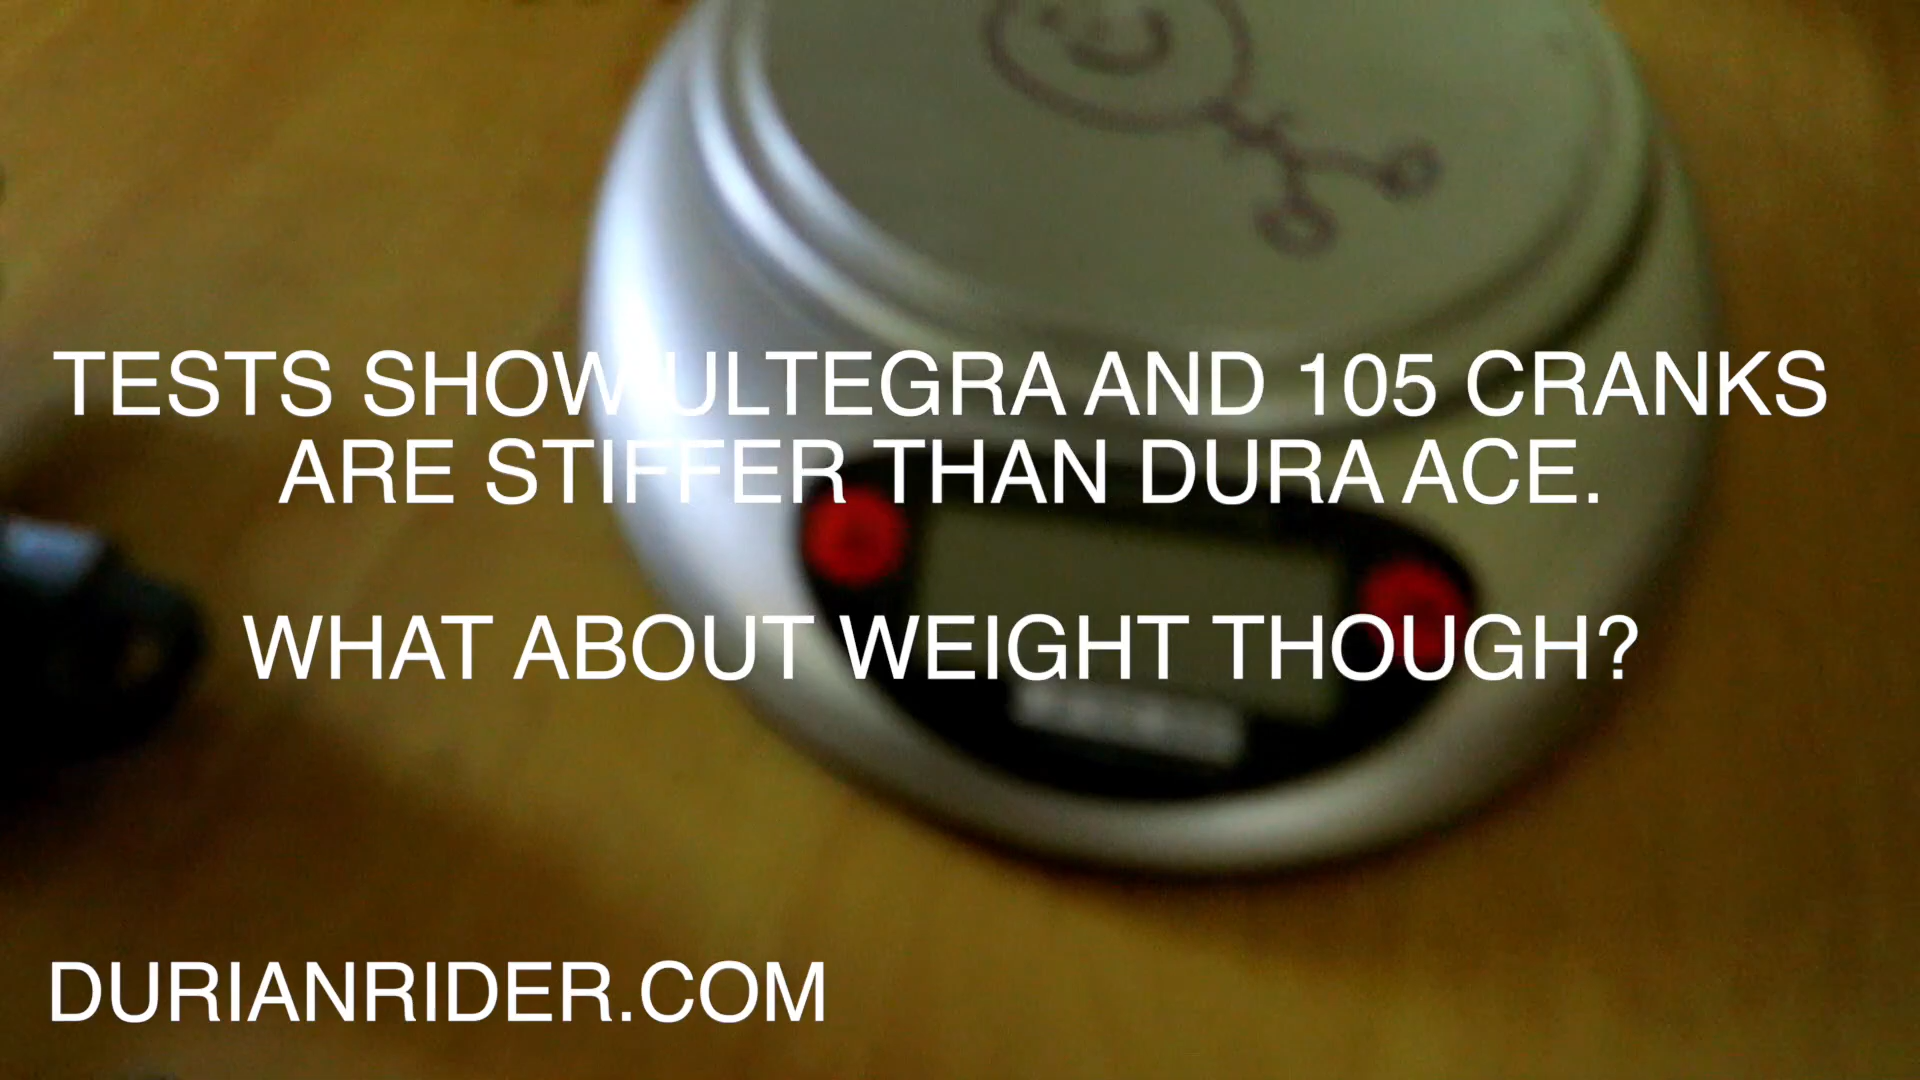 TESTS SHOW ULTEGRA AND 105 CRANKS
ARE STIFFER THAN DURA ACE.
WHAT ABOUT WEIGHT THOUGH?
DURIANRIDER.COM